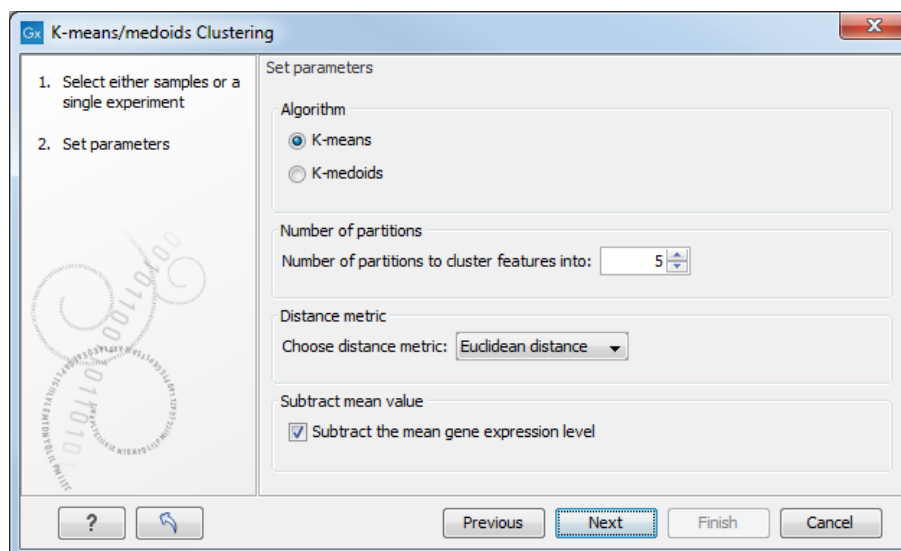 Gx K-means/medoids Clustering
1. Select either samples or a
single experiment
2. Set parameters
Set parameters
Algorithm
K-means
K-medoids
Number of partitions
Number of partitions to cluster features into: 5
Distance metric
Choose distance metric: Euclidean distance
Subtract mean value
Subtract the mean gene expression level
? Previous Next Finish Cancel